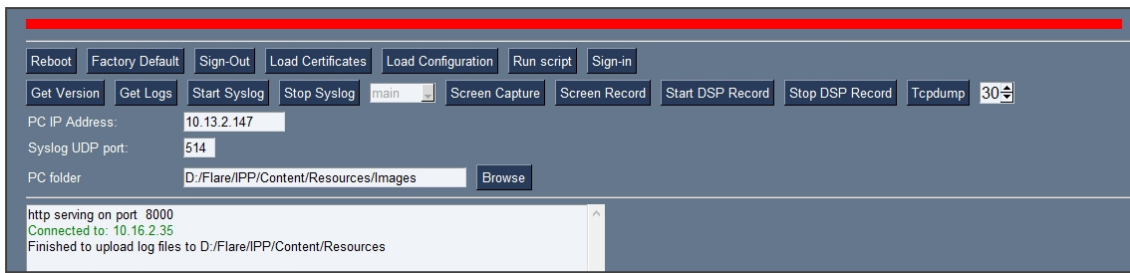 Reboot Factory Default Sign-Out Load Certificates Load Configuration Run script Sign-in
Get Version Get Logs Start Syslog Stop Syslog main Screen Capture Screen Record Start DSP Record Stop DSP Record Tcpdump 30
PC IP Address: 10.13.2.147
Syslog UDP port: 514
PC folder D:/Flare/IPP/Content/Resources/Images Browse
http serving on port 8000
Connected to: 10.16.2.35
Finished to upload log files to D:/Flare/IPP/Content/Resources